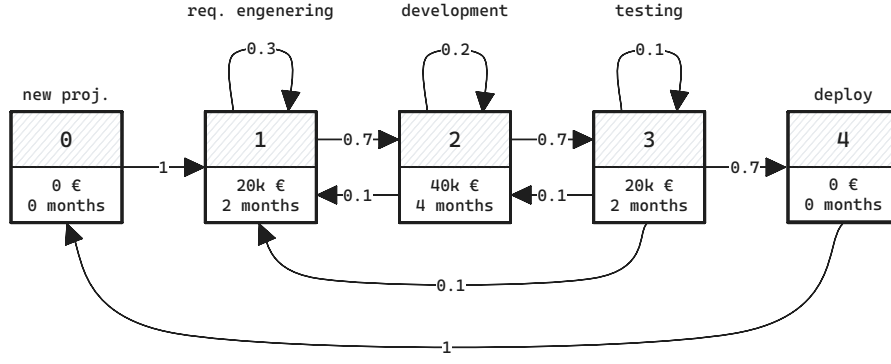 req. engenering
development
testing
0.3
0.2
0.1
new proj.
deploy
0
1
2
3
4
0.7
0.7
1
0.7
0 €
0 months
20k €
2 months
0.1
40k €
4 months
0.1
20k €
2 months
0 €
0 months
0.1
1